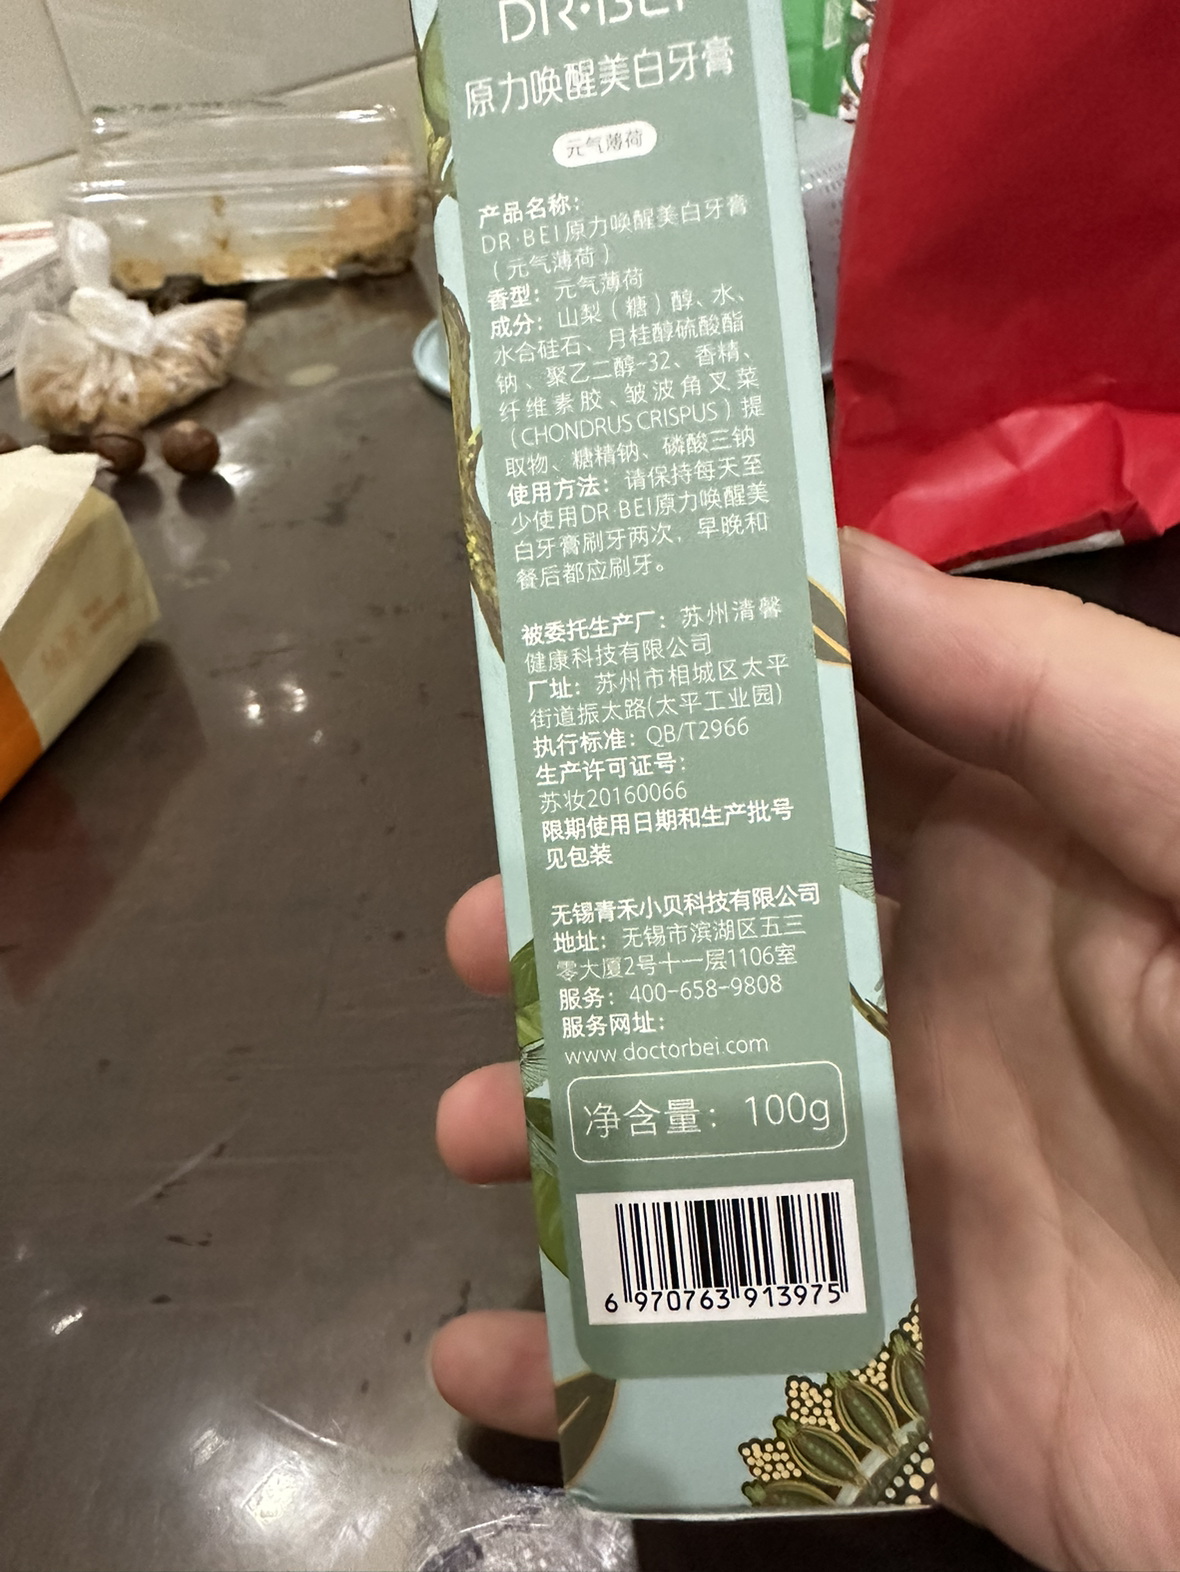 DR·BEI
原力唤醒美白牙膏
元气薄荷
产品名称：
DR·BEI原力唤醒美白牙膏
（元气薄荷）
香型：元气薄荷
成分：山梨（糖）醇、水、
水合硅石、月桂醇硫酸酯
钠、聚乙二醇-32、香精、
纤维素胶、皱波角叉菜
（CHONDRUS CRISPUS）提
取物、糖精钠、磷酸三钠
使用方法：请保持每天至
少使用DR·BEI原力唤醒美
白牙膏刷牙两次，早晚和
餐后都应刷牙。
被委托生产厂：苏州清馨
健康科技有限公司
厂址：苏州市相城区太平
街道振太路(太平工业园)
执行标准：QB/T2966
生产许可证号：
苏妆20160066
限期使用日期和生产批号
见包装
无锡青禾小贝科技有限公司
地址：无锡市滨湖区五三
零大厦2号十一层1106室
服务：400-658-9808
服务网址：
www.doctorbei.com
净含量：100g
6 970763 913975